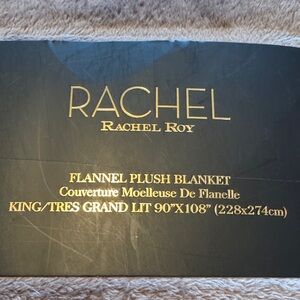 RACHEL
RACHEL ROY
FLANNEL PLUSH BLANKET
Couverture Moelleuse De Flanelle
KING/TRES GRAND LIT 90"X108" (228x274cm)